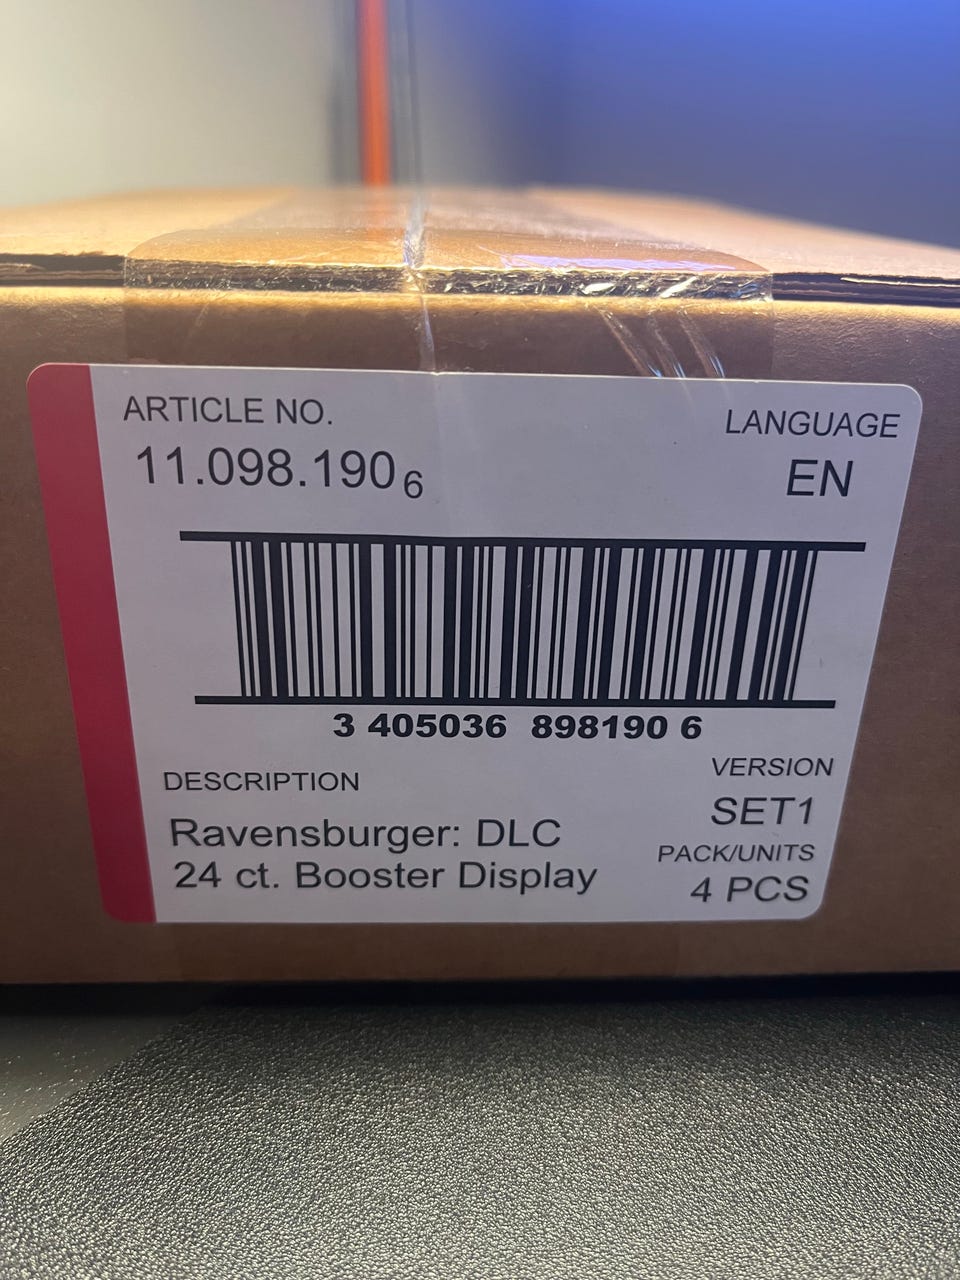 ARTICLE NO.
11.098.190 6
LANGUAGE
EN
3 405036 898190 6
DESCRIPTION
Ravensburger: DLC
24 ct. Booster Display
VERSION
SET1
PACK/UNITS
4 PCS